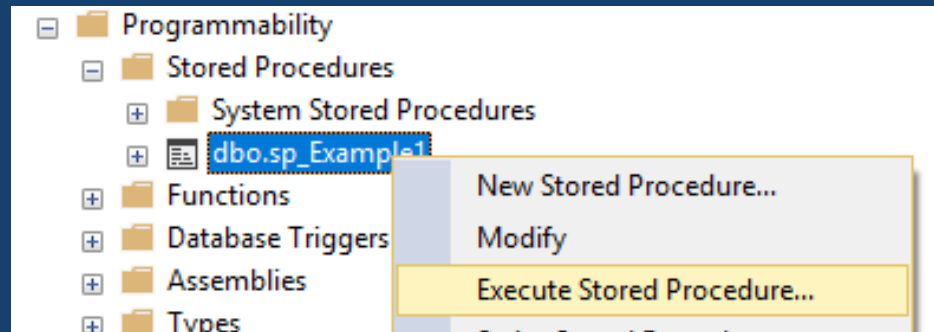 Programmability
Stored Procedures
System Stored Procedures
dbo.sp_Example1
New Stored Procedure...
Functions
Database Triggers
Modify
Assemblies
Execute Stored Procedure...
Types